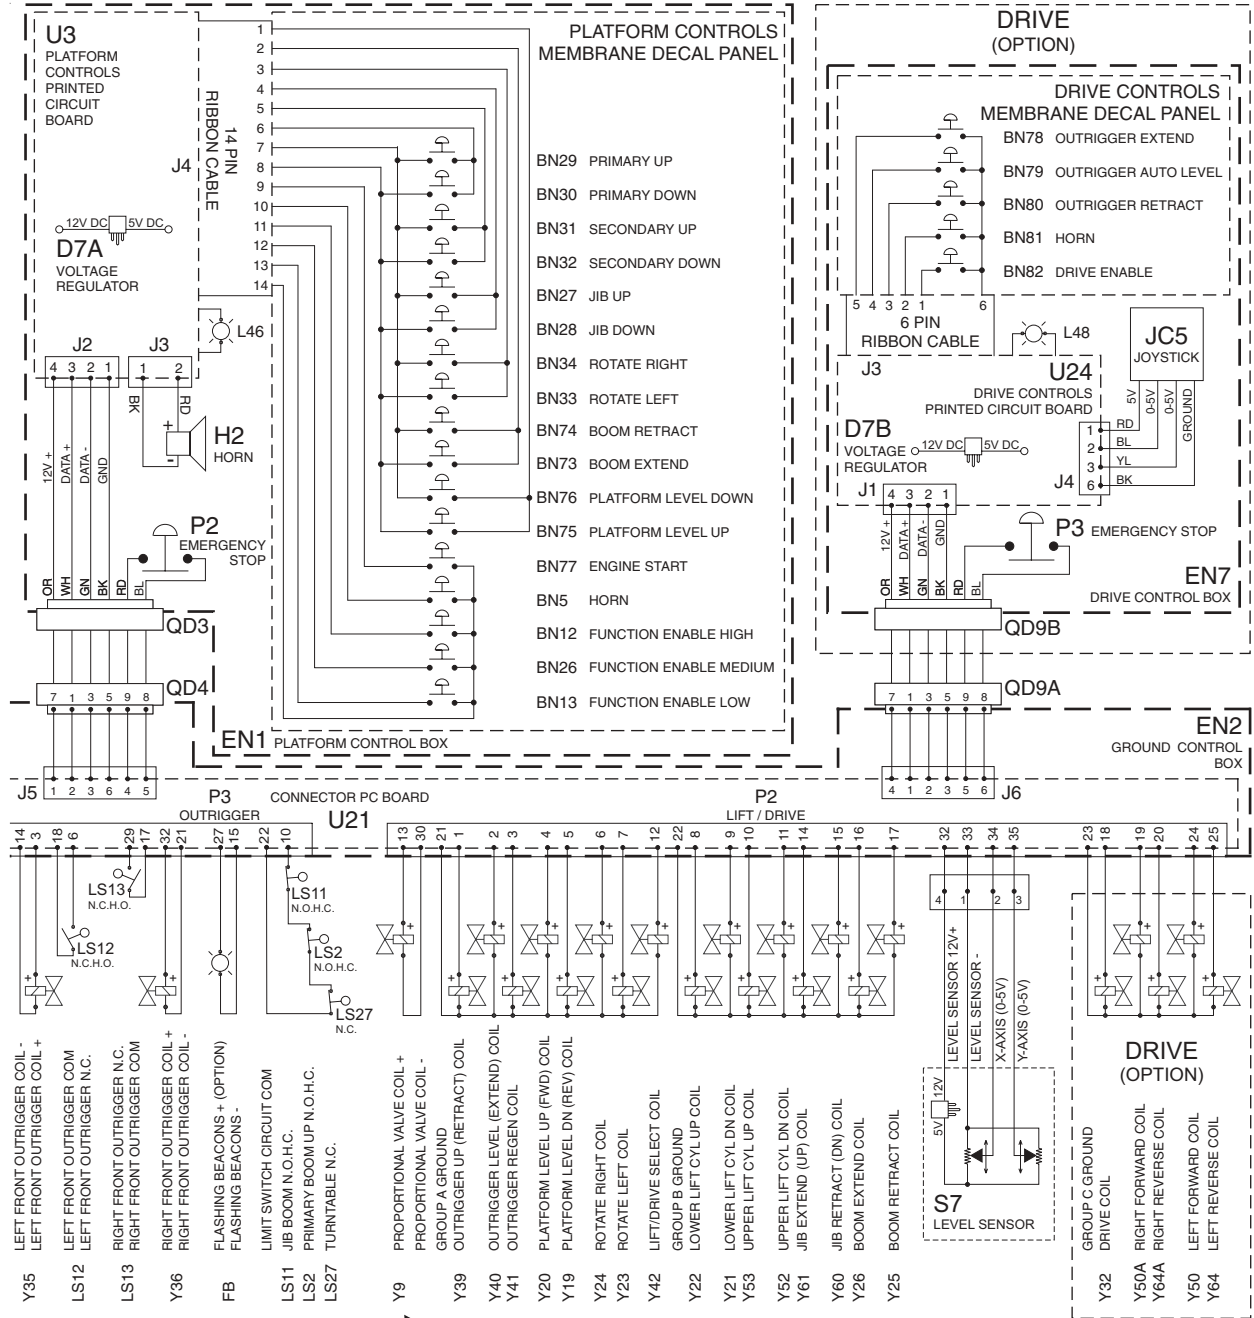 U3
PLATFORM
CONTROLS
PRINTED
CIRCUIT
BOARD
12V DC
5V DC
D7A
VOLTAGE
REGULATOR
J4
14 PIN
RIBBON CABLE
1
2
3
4
5
6
7
8
9
10
11
12
13
14
PLATFORM CONTROLS
MEMBRANE DECAL PANEL
BN29 PRIMARY UP
BN30 PRIMARY DOWN
BN31 SECONDARY UP
BN32 SECONDARY DOWN
BN27 JIB UP
BN28 JIB DOWN
BN34 ROTATE RIGHT
BN33 ROTATE LEFT
BN74 BOOM RETRACT
BN73 BOOM EXTEND
BN76 PLATFORM LEVEL DOWN
BN75 PLATFORM LEVEL UP
BN77 ENGINE START
BN5 HORN
BN12 FUNCTION ENABLE HIGH
BN26 FUNCTION ENABLE MEDIUM
BN13 FUNCTION ENABLE LOW
L46
J2
4 3 2 1
J3
1 2
BK
RD
+
-
H2
HORN
12V +
DATA +
DATA -
GND
P2
EMERGENCY
STOP
OR
WH
GN
BK
RD
BL
QD3
QD4
7 1 3 5 9 8
EN1 PLATFORM CONTROL BOX
DRIVE
(OPTION)
DRIVE CONTROLS
MEMBRANE DECAL PANEL
BN78 OUTRIGGER EXTEND
BN79 OUTRIGGER AUTO LEVEL
BN80 OUTRIGGER RETRACT
BN81 HORN
BN82 DRIVE ENABLE
5 4 3 2 1 6
6 PIN
RIBBON CABLE
J3
L48
JC5
JOYSTICK
U24
DRIVE CONTROLS
PRINTED CIRCUIT BOARD
5V
0-5V
0-5V
GROUND
D7B
VOLTAGE
REGULATOR
12V DC
5V DC
J4
1 RD
2 BL
3 YL
6 BK
J1
4 3 2 1
12V +
DATA +
DATA -
GND
P3 EMERGENCY STOP
OR
WH
GN
BK
RD
BL
EN7
DRIVE CONTROL BOX
QD9B
QD9A
7 1 3 5 9 8
EN2
GROUND CONTROL
BOX
J5
1 2 3 6 4 5
4 1 2 3 5 6
J6
P3
OUTRIGGER
CONNECTOR PC BOARD
U21
P2
LIFT / DRIVE
14 3 18 6 29 17 32 21 27 15 22 10
13 30 21 1 2 3 4 5 6 7 12 22 8 9 10 11 14 15 16 17 32 33 34 35 23 18 19 20 24 25
LS13
N.C.H.O.
LS12
N.C.H.O.
LS11
N.O.H.C.
LS2
N.O.H.C.
LS27
N.C.
+ + + + + + + + + + + + + + + + + + + + + + +
4 1 2 3
LEVEL SENSOR 12V+
LEVEL SENSOR -
X-AXIS (0-5V)
Y-AXIS (0-5V)
12V
5V
S7
LEVEL SENSOR
DRIVE
(OPTION)
LEFT FRONT OUTRIGGER COIL -
LEFT FRONT OUTRIGGER COIL +
LEFT FRONT OUTRIGGER COM
LEFT FRONT OUTRIGGER N.C.
RIGHT FRONT OUTRIGGER N.C.
RIGHT FRONT OUTRIGGER COM
RIGHT FRONT OUTRIGGER COIL +
RIGHT FRONT OUTRIGGER COIL -
FLASHING BEACONS + (OPTION)
FLASHING BEACONS -
LIMIT SWITCH CIRCUIT COM
JIB BOOM N.O.H.C.
PRIMARY BOOM UP N.O.H.C.
TURNTABLE N.C.
PROPORTIONAL VALVE COIL +
PROPORTIONAL VALVE COIL -
GROUP A GROUND
OUTRIGGER UP (RETRACT) COIL
OUTRIGGER LEVEL (EXTEND) COIL
OUTRIGGER REGEN COIL
PLATFORM LEVEL UP (FWD) COIL
PLATFORM LEVEL DN (REV) COIL
ROTATE RIGHT COIL
ROTATE LEFT COIL
LIFT/DRIVE SELECT COIL
GROUP B GROUND
LOWER LIFT CYL UP COIL
LOWER LIFT CYL DN COIL
UPPER LIFT CYL UP COIL
UPPER LIFT CYL DN COIL
JIB EXTEND (UP) COIL
JIB RETRACT (DN) COIL
BOOM EXTEND COIL
BOOM RETRACT COIL
GROUP C GROUND
DRIVE COIL
RIGHT FORWARD COIL
RIGHT REVERSE COIL
LEFT FORWARD COIL
LEFT REVERSE COIL
Y35
LS12
LS13
Y36
FB
LS11
LS2
LS27
Y9
Y39
Y40
Y41
Y20
Y19
Y24
Y23
Y42
Y22
Y21
Y53
Y52
Y61
Y60
Y26
Y25
Y32
Y50A
Y64A
Y50
Y64